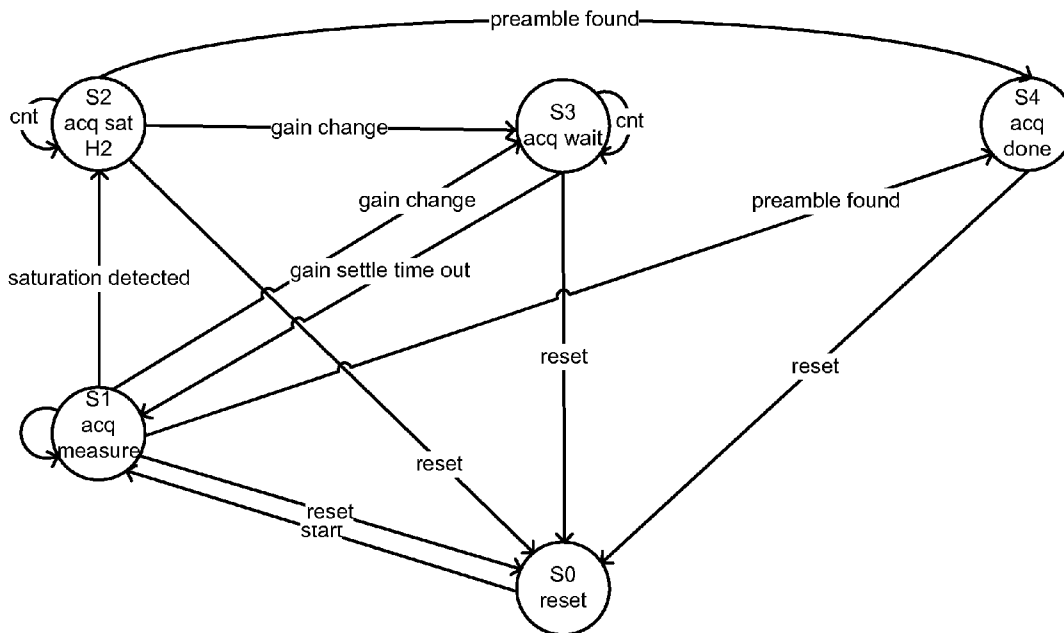 preamble found
S2
acq sat
H2
cnt
gain change
S3
acq wait
cnt
S4
acq
done
gain change
preamble found
saturation detected
gain settle time out
reset
reset
S1
acq
measure
reset
reset
start
S0
reset